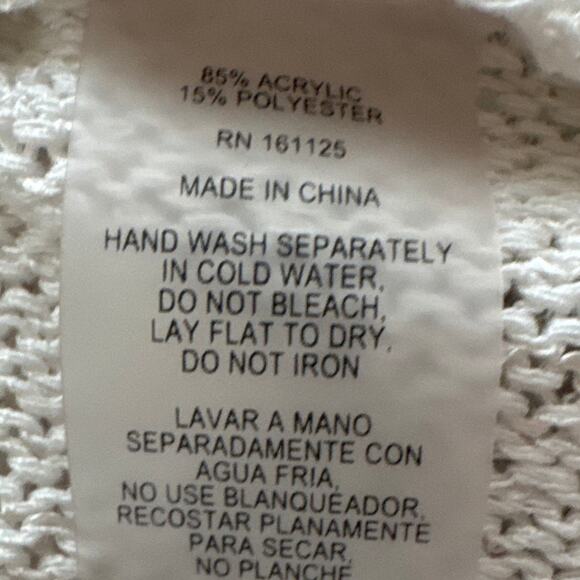 85% ACRYLIC
15% POLYESTER
RN 161125
MADE IN CHINA
HAND WASH SEPARATELY
IN COLD WATER,
DO NOT BLEACH,
LAY FLAT TO DRY,
DO NOT IRON
LAVAR A MANO
SEPARADAMENTE CON
AGUA FRIA,
NO USE BLANQUEADOR,
RECOSTAR PLANAMENTE
PARA SECAR,
NO PLANCHE